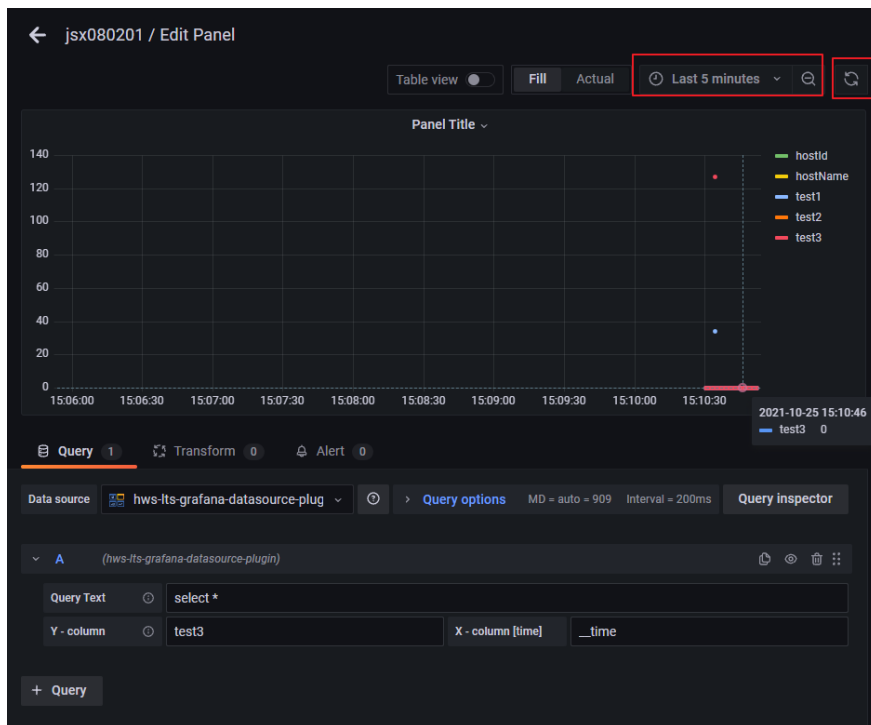 jsx080201 / Edit Panel
Table view Fill Actual Last 5 minutes
Panel Title
140
120
100
80
60
40
20
0
hostId
hostName
test1
test2
test3
15:06:00 15:06:30 15:07:00 15:07:30 15:08:00 15:08:30 15:09:00 15:09:30 15:10:00 15:10:30
2021-10-25 15:10:46
test3 0
Query 1 Transform 0 Alert 0
Data source hws-lts-grafana-datasource-plug Query options MD = auto = 909 Interval = 200ms Query inspector
A (hws-lts-grafana-datasource-plugin)
Query Text select *
Y - column test3 X - column [time] __time
+ Query